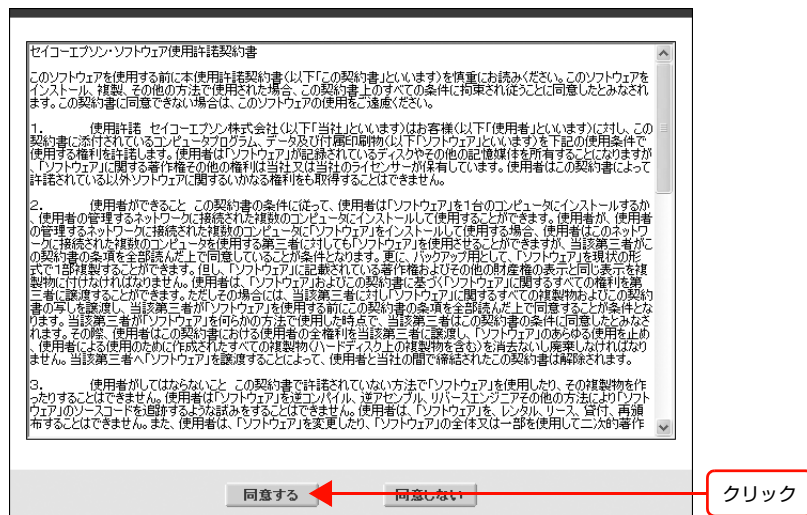 セイコーエプソン・ソフトウェア使用許諾契約書
このソフトウェアを使用する前に本使用許諾契約書（以下「この契約書」といいます）を慎重にお読みください。このソフトウェアを
インストール、複製、その他の方法で使用された場合、この契約書上のすべての条件に拘束され従うことに同意したとみなされ
ます。この契約書に同意できない場合は、このソフトウェアの使用をご遠慮ください。
1. 使用許諾 セイコーエプソン株式会社（以下「当社」といいます）はお客様（以下「使用者」といいます）に対し、この
契約書に添付されているコンピュータプログラム、データ及び付属印刷物（以下「ソフトウェア」といいます）を下記の使用条件で
使用する権利を許諾します。使用者は「ソフトウェア」が記録されているディスクやその他の記憶媒体を所有することになりますが
、「ソフトウェア」に関する著作権その他の権利は当社又は当社のライセンサーが保有しています。使用者はこの契約書によって
許諾されている以外ソフトウェアに関するいかなる権利をも取得することはできません。
2. 使用者ができること この契約書の条件に従って、使用者は「ソフトウェア」を1台のコンピュータにインストールするか
、使用者の管理するネットワークに接続された複数のコンピュータにインストールして使用することができます。使用者が、使用者
の管理するネットワークに接続された複数のコンピュータに「ソフトウェア」をインストールして使用する場合、使用者はこのネットワ
ークに接続された複数のコンピュータを使用する第三者に対しても「ソフトウェア」を使用させることができますが、当該第三者がこ
の契約書の条項を全部読んだ上で同意していることが条件となります。更に、バックアップ用として、「ソフトウェア」を現状の形
式で1部複製することができます。但し、「ソフトウェア」に記載されている著作権およびその他の財産権の表示と同じ表示を複
製物に付けなければなりません。使用者は、「ソフトウェア」およびこの契約書に基づく「ソフトウェア」に関するすべての権利を第
三者に譲渡することができます。ただしその場合には、当該第三者に対し「ソフトウェア」に関するすべての複製物およびこの契約
書の写しを譲渡し、当該第三者が「ソフトウェア」を使用する前にこの契約書の条項を全部読んだ上で同意することが条件とな
ります。当該第三者が「ソフトウェア」を何らかの方法で使用した時点で、当該第三者はこの契約書の条件に同意したとみなさ
れます。その際、使用者はこの契約書における使用者の全権利を当該第三者に譲渡し、「ソフトウェア」のあらゆる使用を止め
、使用者による使用のために作成されたすべての複製物（ハードディスク上の複製物を含む）を消去ないし廃棄しなければなり
ません。当該第三者へ「ソフトウェア」を譲渡することによって、使用者と当社の間で締結されたこの契約書は解除されます。
3. 使用者がしてはならないこと この契約書で許諾されていない方法で「ソフトウェア」を使用したり、その複製物を作
ったりすることはできません。使用者は「ソフトウェア」を逆コンパイル、逆アセンブル、リバースエンジニアその他の方法により「ソフト
ウェア」のソースコードを追跡するような試みをすることはできません。使用者は、「ソフトウェア」を、レンタル、リース、貸付、再頒
布することはできません。また、使用者は、「ソフトウェア」を変更したり、「ソフトウェア」の全体又は一部を使用して二次的著作
同意する 同意しない クリック